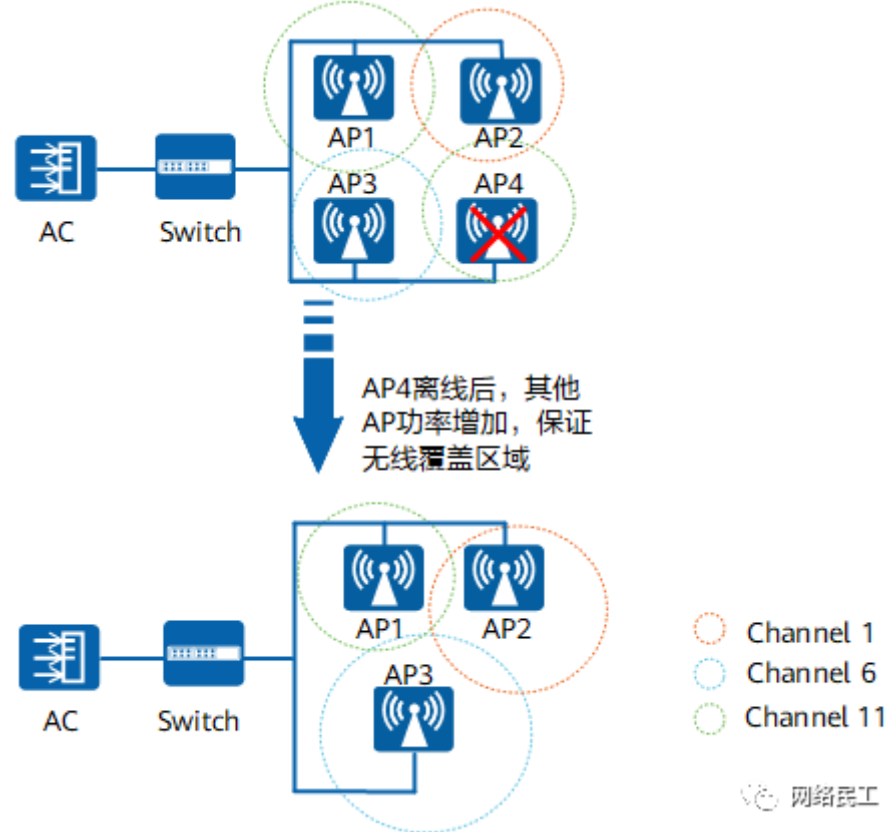 AP1
AP2
AP3
AP4
AC
Switch
AP4离线后，其他
AP功率增加，保证
无线覆盖区域
AP1
AP2
AP3
AC
Switch
Channel 1
Channel 6
Channel 11
网络民工